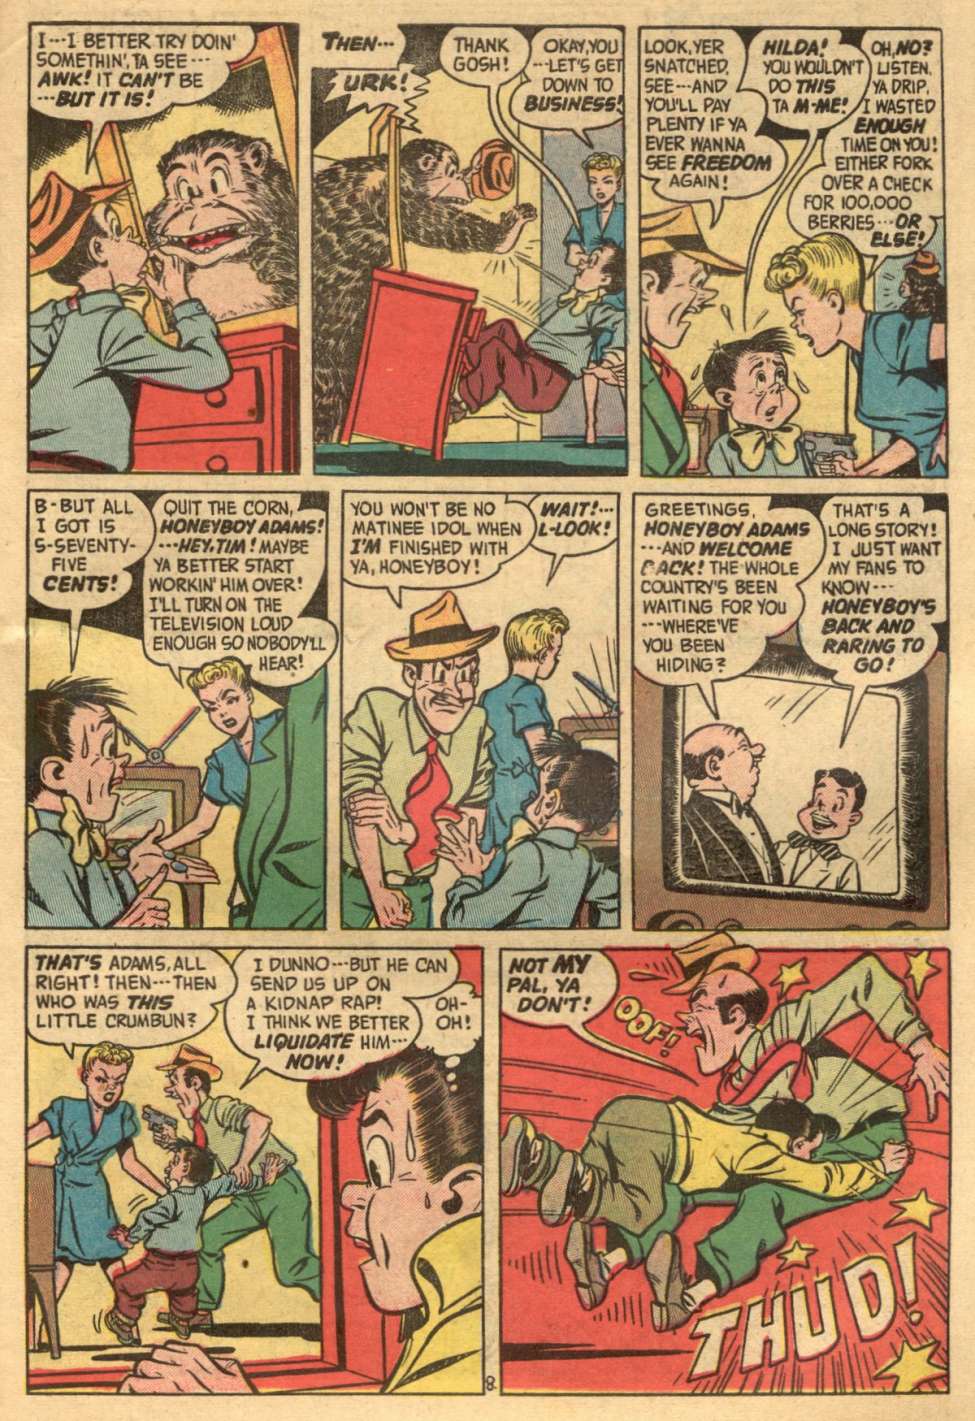 I---I BETTER TRY DOIN'
SOMETHIN', TA SEE---
AWK! IT CAN'T BE
---BUT IT IS!
THEN---
URK!
THANK
GOSH!
OKAY, YOU
---LET'S GET
DOWN TO
BUSINESS!
LOOK, YER
SNATCHED,
SEE---AND
YOU'LL PAY
PLENTY IF YA
EVER WANNA
SEE FREEDOM
AGAIN!
HILDA!
YOU WOULDN'T
DO THIS
TA M-ME!
OH, NO?
LISTEN,
YA DRIP,
I WASTED
ENOUGH
TIME ON YOU!
EITHER FORK
OVER A CHECK
FOR 100,000
BERRIES---OR
ELSE!
B-BUT ALL
I GOT IS
S-SEVENTY-
FIVE
CENTS!
QUIT THE CORN,
HONEYBOY ADAMS!
---HEY, TIM! MAYBE
YA BETTER START
WORKIN' HIM OVER!
I'LL TURN ON THE
TELEVISION LOUD
ENOUGH SO NOBODY'LL
HEAR!
YOU WON'T BE NO
MATINEE IDOL WHEN
I'M FINISHED WITH
YA, HONEYBOY!
WAIT!---
L-LOOK!
GREETINGS,
HONEYBOY ADAMS
---AND WELCOME
BACK! THE WHOLE
COUNTRY'S BEEN
WAITING FOR YOU
---WHERE'VE
YOU BEEN
HIDING?
THAT'S A
LONG STORY!
I JUST WANT
MY FANS TO
KNOW---
HONEYBOY'S
BACK AND
RARING TO
GO!
THAT'S ADAMS, ALL
RIGHT! THEN---THEN
WHO WAS THIS
LITTLE CRUMBUN?
I DUNNO---BUT HE CAN
SEND US UP ON
A KIDNAP RAP!
I THINK WE BETTER
LIQUIDATE HIM---
NOW!
OH-
OH!
NOT MY
PAL, YA
DON'T!
OOF!
THUD!
8